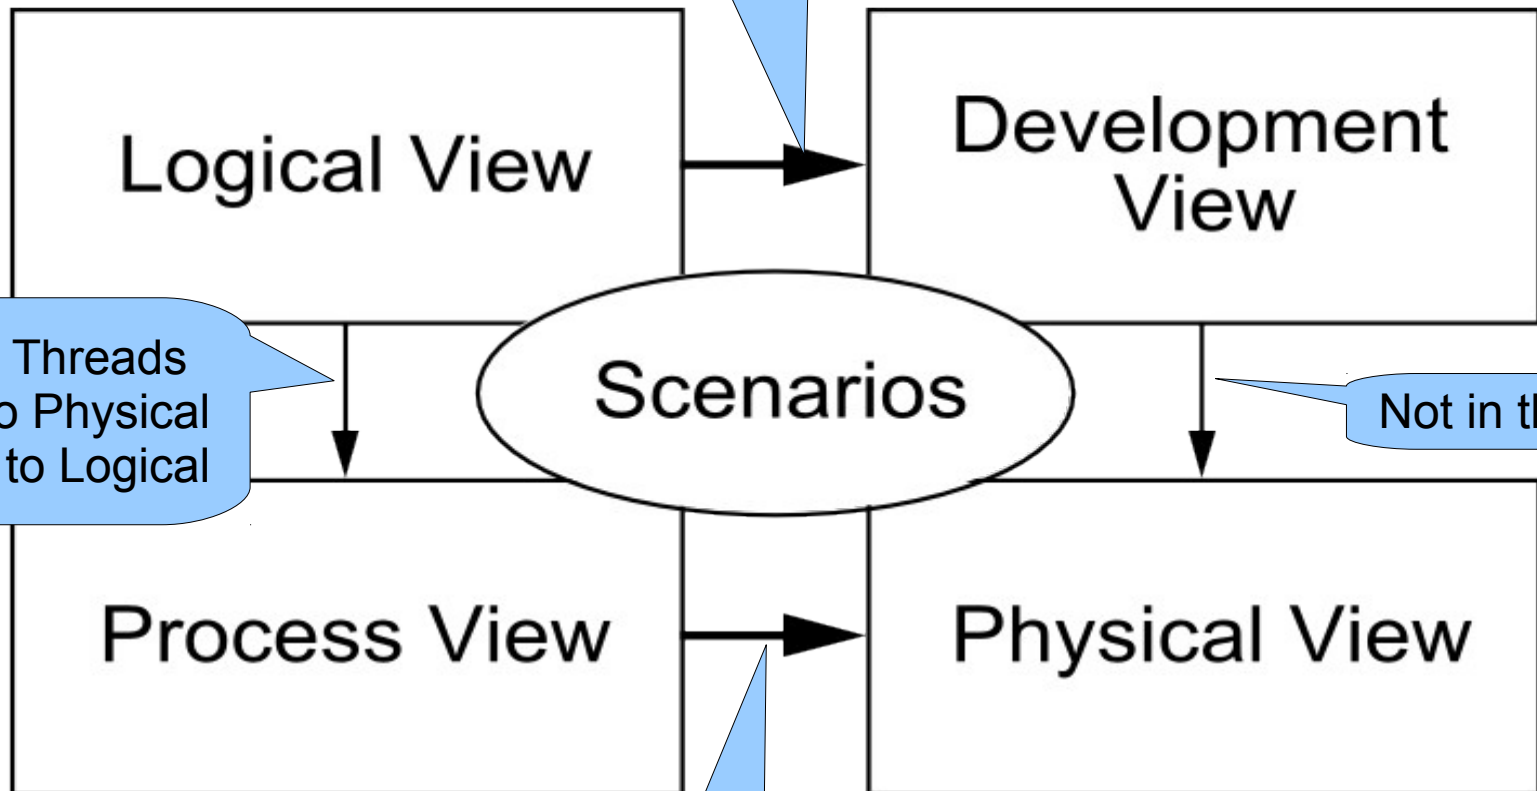 Logical View
Development
View
Threads
o Physical
to Logical
Scenarios
Not in th
Process View
Physical View